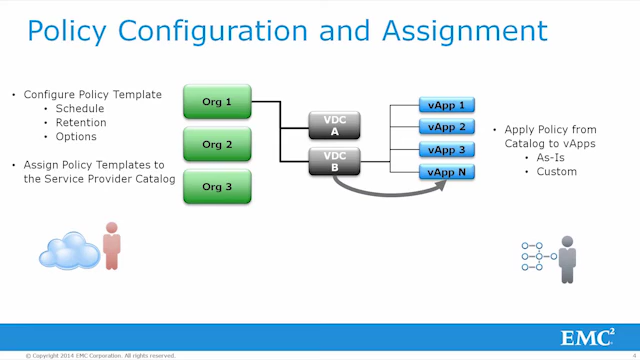 Policy Configuration and Assignment
• Configure Policy Template
• Schedule
• Retention
• Options
• Assign Policy Templates to
the Service Provider Catalog
Org 1
Org 2
Org 3
VDC
A
VDC
B
vApp 1
vApp 2
vApp 3
vApp N
• Apply Policy from
Catalog to vApps
• As-Is
• Custom
EMC²
© Copyright 2014 EMC Corporation. All rights reserved.
4